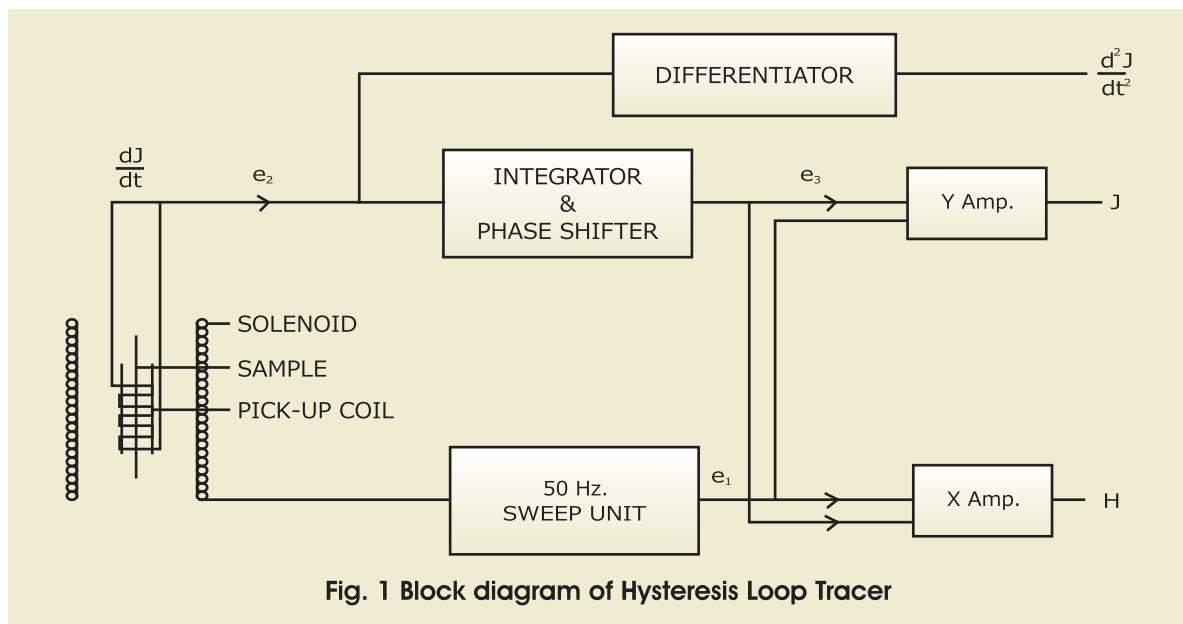 DIFFERENTIATOR
d²J
dt²
dJ
dt
e₂
INTEGRATOR
&
PHASE SHIFTER
e₃
Y Amp.
J
SOLENOID
SAMPLE
PICK-UP COIL
50 Hz.
SWEEP UNIT
e₁
X Amp.
H
Fig. 1 Block diagram of Hysteresis Loop Tracer